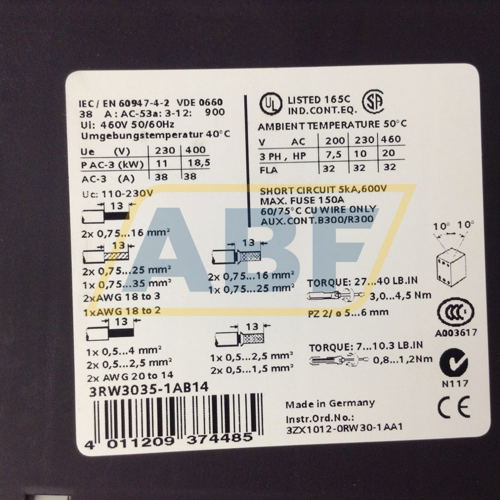 IEC / EN 60947-4-2 VDE 0660
38 A : AC-53a: 3-12: 900
Ui: 460V 50/60Hz
Umgebungstemperatur 40°C
Ue (V) 230 400
P AC-3 (kW) 11 18,5
AC-3 (A) 38 38
Uc: 110-230V
13
2x 0,75...16 mm²
13
2x 0,75...25 mm²
1x 0,75...35 mm²
2xAWG 18 to 3
1xAWG 18 to 2
13
2x 0,75...16 mm²
1x 0,75...25 mm²
13
1x 0,5...4 mm²
2x 0,5...2,5 mm²
2x AWG 20 to 14
13
1x 0,5...2,5 mm²
2x 0,5...1,5 mm²
UL LISTED 165C
IND.CONT.EQ.
SA
AMBIENT TEMPERATURE 50°C
V AC 200 230 460
3 PH , HP 7,5 10 20
FLA 32 32 32
SHORT CIRCUIT 5kA,600V
MAX. FUSE 150A
60/75°C CU WIRE ONLY
AUX.CONT.B300/R300
10° 10°
TORQUE: 27...40 LB.IN
3,0...4,5 Nm
PZ 2/ ø 5...6 mm
TORQUE: 7...10.3 LB.IN
0,8...1,2Nm
CCC
A003617
N117
CE
3RW3035-1AB14
4 011209 374485
Made in Germany
Instr.Ord.No.:
3ZX1012-0RW30-1AA1
ABF